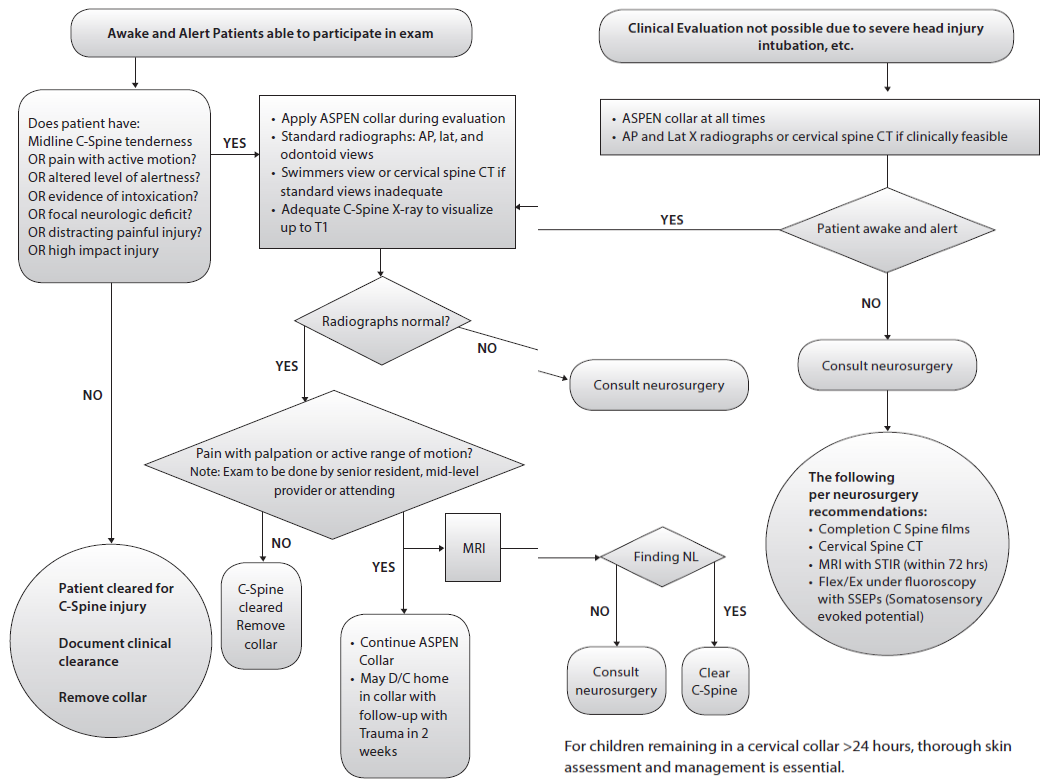 Awake and Alert Patients able to participate in exam
Clinical Evaluation not possible due to severe head injury
intubation, etc.
Does patient have:
Midline C-Spine tenderness
OR pain with active motion?
OR altered level of alertness?
OR evidence of intoxication?
OR focal neurologic deficit?
OR distracting painful injury?
OR high impact injury
YES
• Apply ASPEN collar during evaluation
• Standard radiographs: AP, lat, and
odontoid views
• Swimmers view or cervical spine CT if
standard views inadequate
• Adequate C-Spine X-ray to visualize
up to T1
• ASPEN collar at all times
• AP and Lat X radiographs or cervical spine CT if clinically feasible
YES
Patient awake and alert
NO
Radiographs normal?
NO
YES
Consult neurosurgery
Consult neurosurgery
NO
Pain with palpation or active range of motion?
Note: Exam to be done by senior resident, mid-level
provider or attending
The following
per neurosurgery
recommendations:
• Completion C Spine films
• Cervical Spine CT
• MRI with STIR (within 72 hrs)
• Flex/Ex under fluoroscopy
with SSEPs (Somatosensory
evoked potential)
NO
YES
MRI
Finding NL
NO
YES
Patient cleared for
C-Spine injury
Document clinical
clearance
Remove collar
C-Spine
cleared
Remove
collar
• Continue ASPEN
Collar
• May D/C home
in collar with
follow-up with
Trauma in 2
weeks
Consult
neurosurgery
Clear
C-Spine
For children remaining in a cervical collar >24 hours, thorough skin
assessment and management is essential.